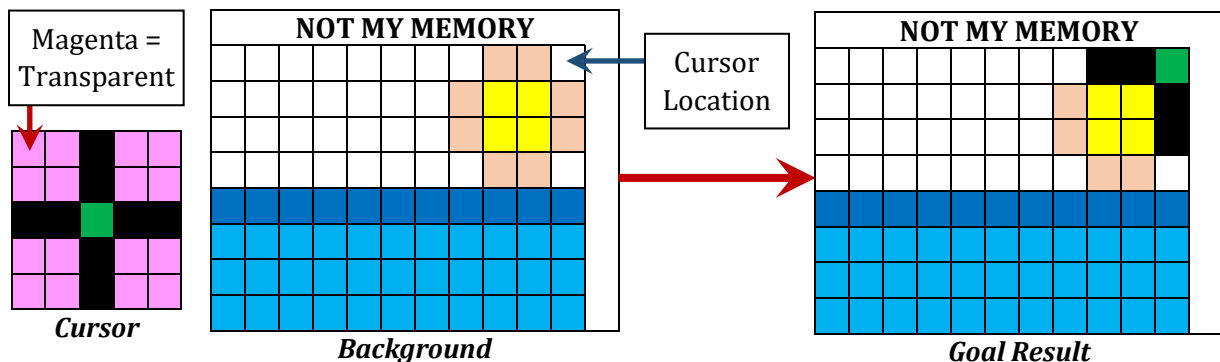 NOT MY MEMORY
NOT MY MEMORY
Magenta =
Transparent
Cursor
Location
Cursor
Background
Goal Result